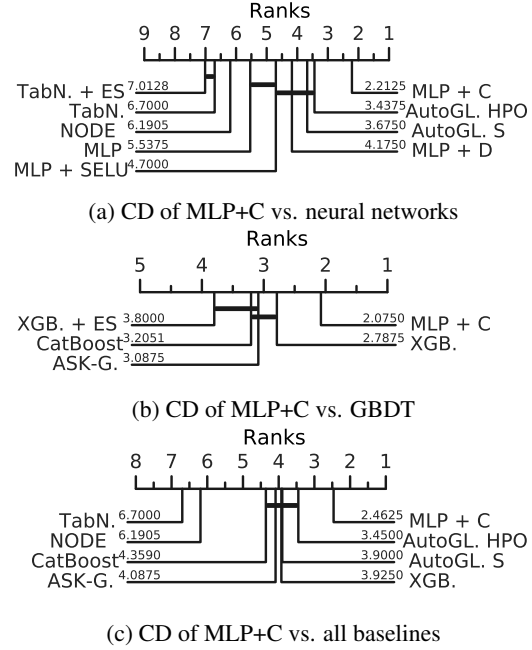 Ranks
9 8 7 6 5 4 3 2 1
TabN. + ES 7.0128 2.2125 MLP + C
TabN. 6.7000 3.4375 AutoGL. HPO
NODE 6.1905 3.6750 AutoGL. S
MLP 5.5375 4.1750 MLP + D
MLP + SELU 4.7000
(a) CD of MLP+C vs. neural networks
Ranks
5 4 3 2 1
XGB. + ES 3.8000 2.0750 MLP + C
CatBoost 3.2051 2.7875 XGB.
ASK-G. 3.0875
(b) CD of MLP+C vs. GBDT
Ranks
8 7 6 5 4 3 2 1
TabN. 6.7000 2.4625 MLP + C
NODE 6.1905 3.4500 AutoGL. HPO
CatBoost 4.3590 3.9000 AutoGL. S
ASK-G. 4.0875 3.9250 XGB.
(c) CD of MLP+C vs. all baselines